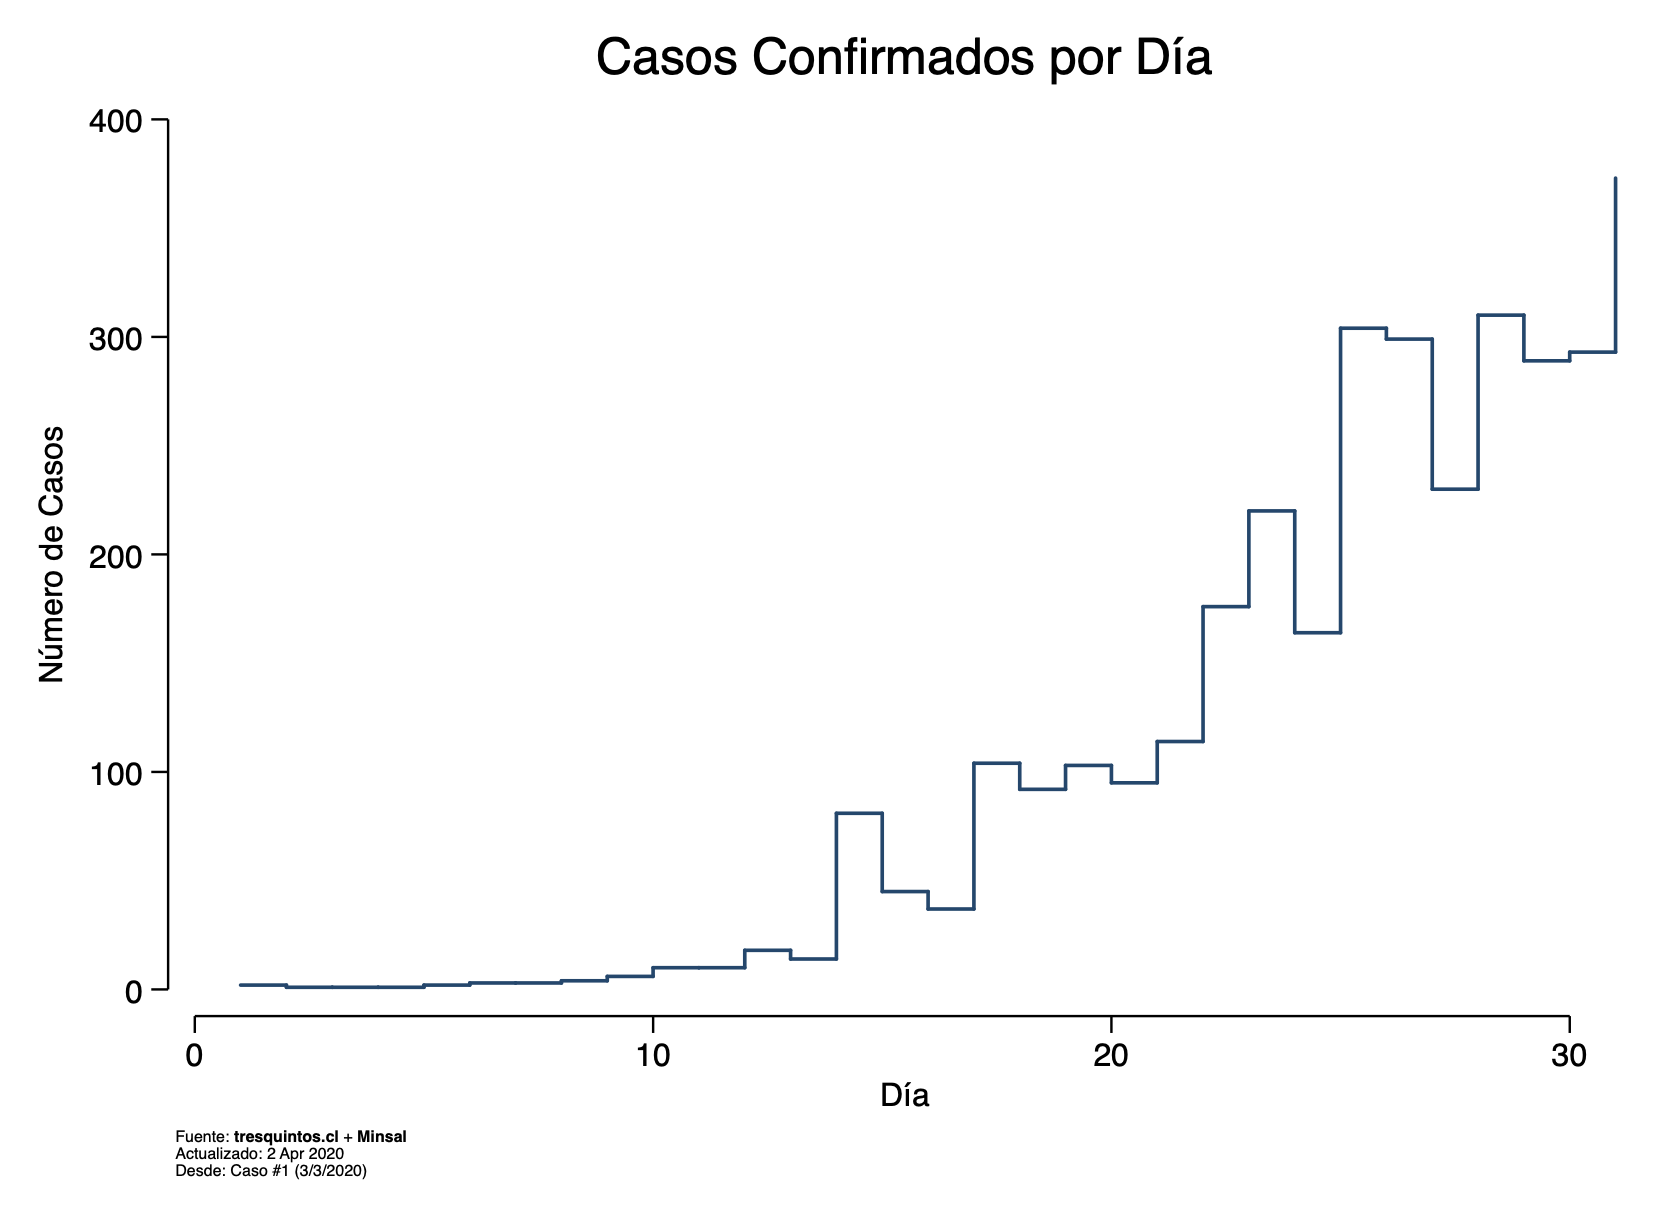 Casos Confirmados por Día
400
300
200
100
0
Número de Casos
0 10 20 30
Día
Fuente: tresquintos.cl + Minsal
Actualizado: 2 Apr 2020
Desde: Caso #1 (3/3/2020)